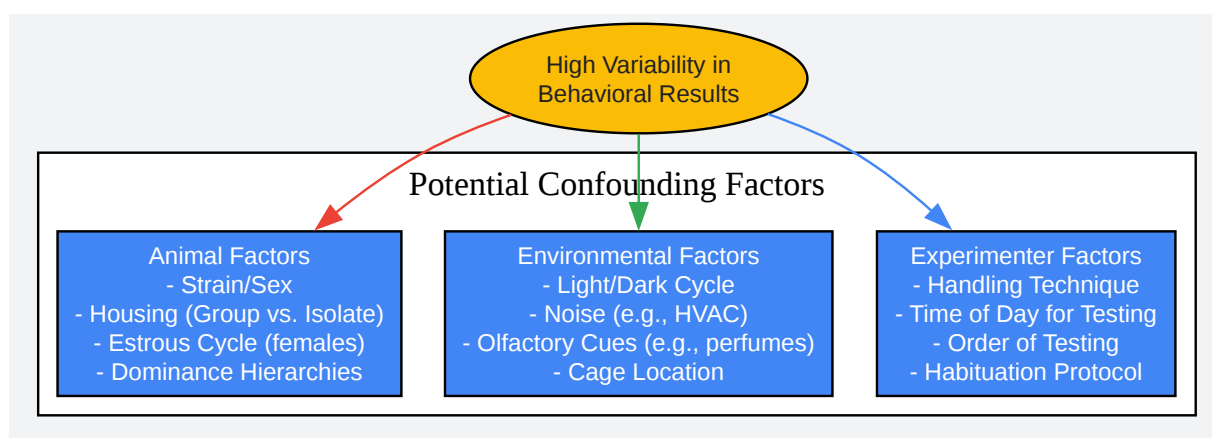 High Variability in
Behavioral Results
Potential Confounding Factors
Animal Factors
- Strain/Sex
- Housing (Group vs. Isolate)
- Estrous Cycle (females)
- Dominance Hierarchies
Environmental Factors
- Light/Dark Cycle
- Noise (e.g., HVAC)
- Olfactory Cues (e.g., perfumes)
- Cage Location
Experimenter Factors
- Handling Technique
- Time of Day for Testing
- Order of Testing
- Habituation Protocol